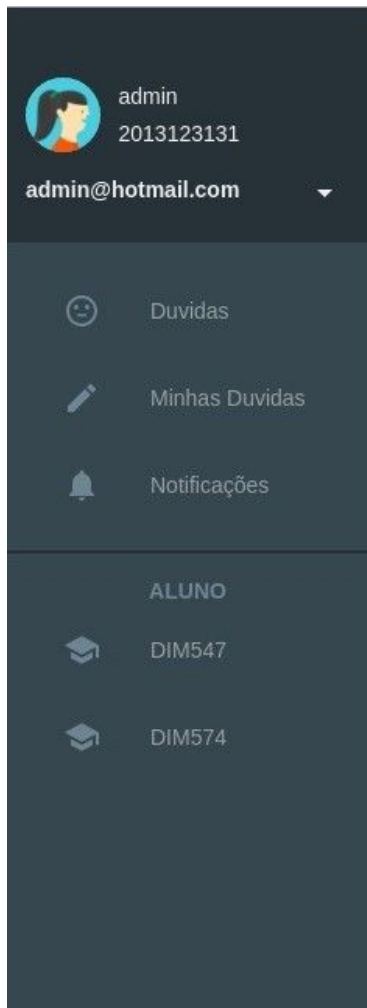 admin
2013123131
admin@hotmail.com
Duvidas
Minhas Duvidas
Notificações
ALUNO
DIM547
DIM574